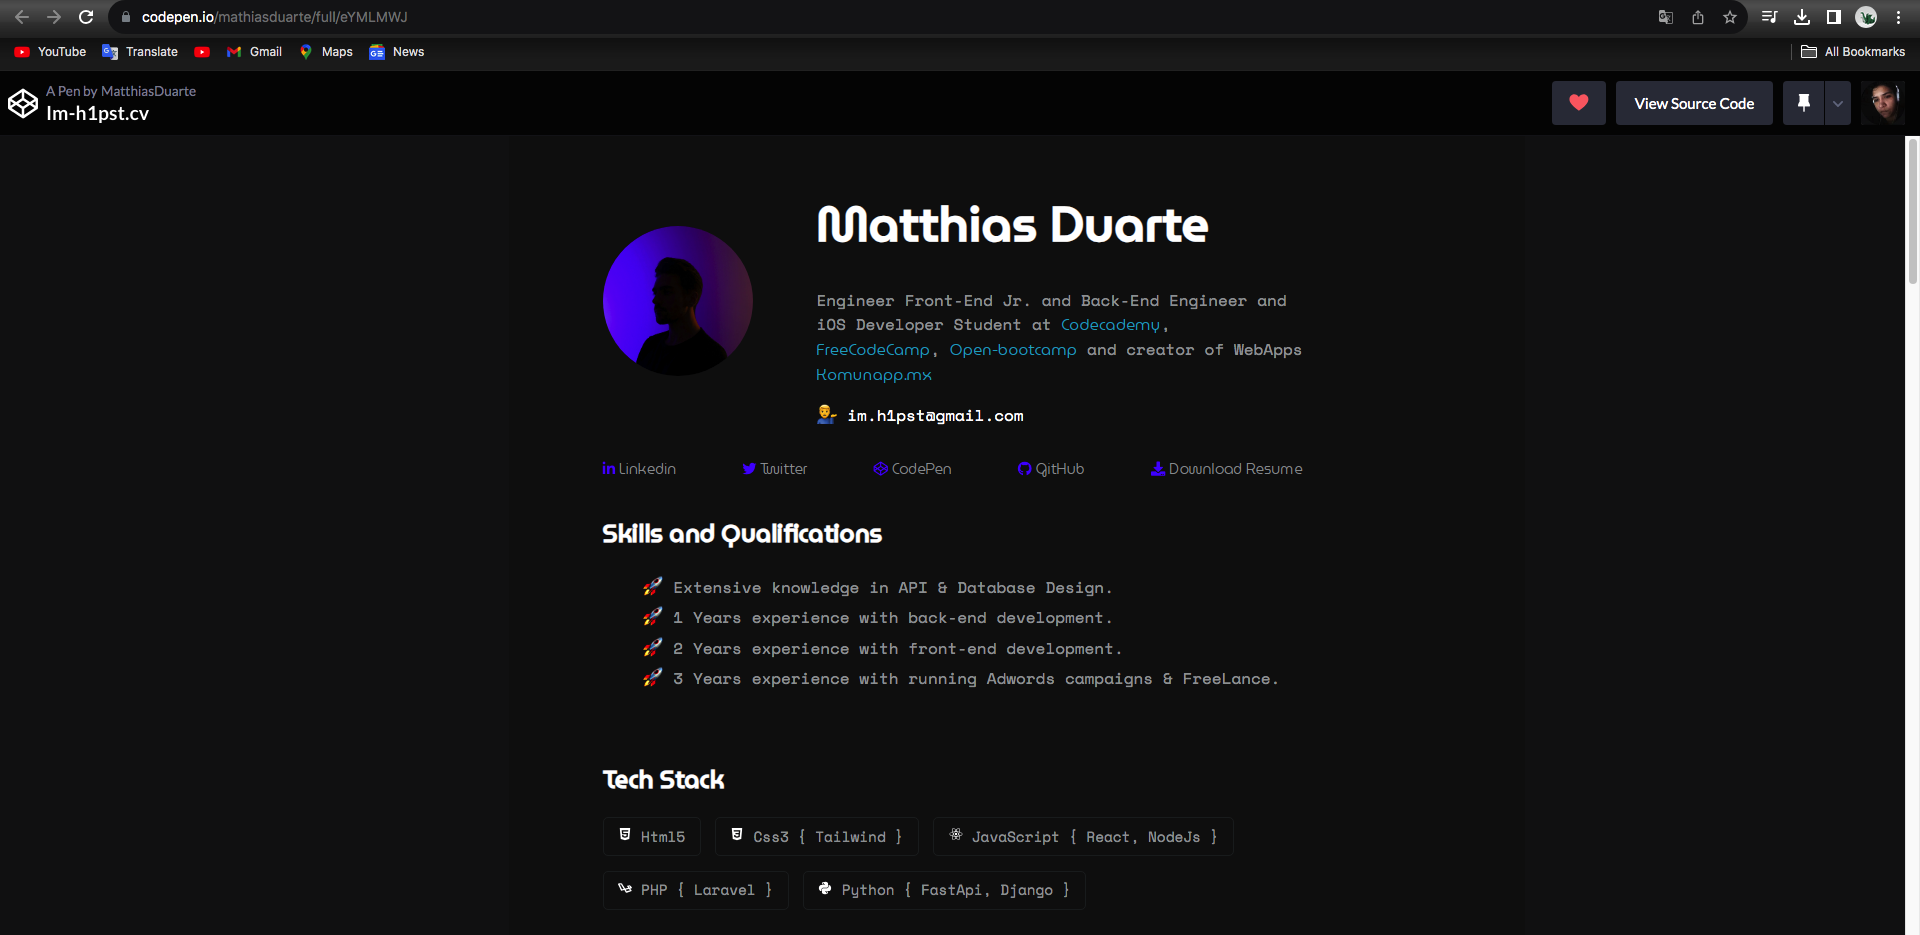 codepen.io/mathiasduarte/full/eYMLMWJ
YouTube Translate Gmail Maps News All Bookmarks
A Pen by MatthiasDuarte
Im-h1pst.cv
View Source Code
Matthias Duarte
Engineer Front-End Jr. and Back-End Engineer and
iOS Developer Student at Codecademy,
FreeCodeCamp, Open-bootcamp and creator of WebApps
Komunapp.mx
im.h1pst@gmail.com
Linkedin Twitter CodePen GitHub Download Resume
Skills and Qualifications
Extensive knowledge in API & Database Design.
1 Years experience with back-end development.
2 Years experience with front-end development.
3 Years experience with running Adwords campaigns & FreeLance.
Tech Stack
Html5 Css3 { Tailwind } JavaScript { React, NodeJs }
PHP { Laravel } Python { FastApi, Django }